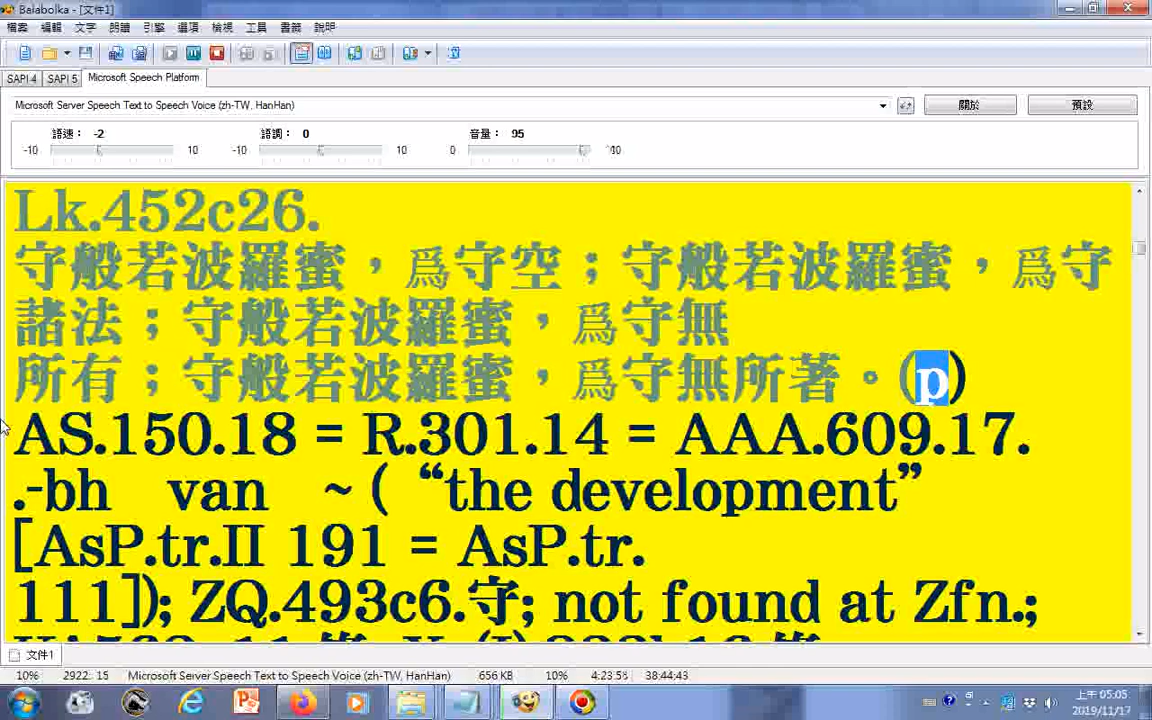 Balabolka - [文件1]
檔案 編輯 文字 朗讀 引擎 選項 檢視 工具 書籤 說明
SAPI 4 SAPI 5 Microsoft Speech Platform
Microsoft Server Speech Text to Speech Voice (zh-TW, HanHan) 關於 預設
語速： -2 語調： 0 音量： 95
-10 10 -10 10 0
Lk.452c26.
守般若波羅蜜，爲守空；守般若波羅蜜，爲守
諸法；守般若波羅蜜，爲守無
所有；守般若波羅蜜，爲守無所著。(p)
AS.150.18 = R.301.14 = AAA.609.17.
.-bh van ~ ( “the development”
[AsP.tr.II 191 = AsP.tr.
111]); ZQ.493c6.守; not found at Zfn.;
文件1
10% 2922: 15 Microsoft Server Speech Text to Speech Voice (zh-TW, HanHan) 656 KB 10% 4:23:58 38:44:43
上午 05:05
2019/11/17